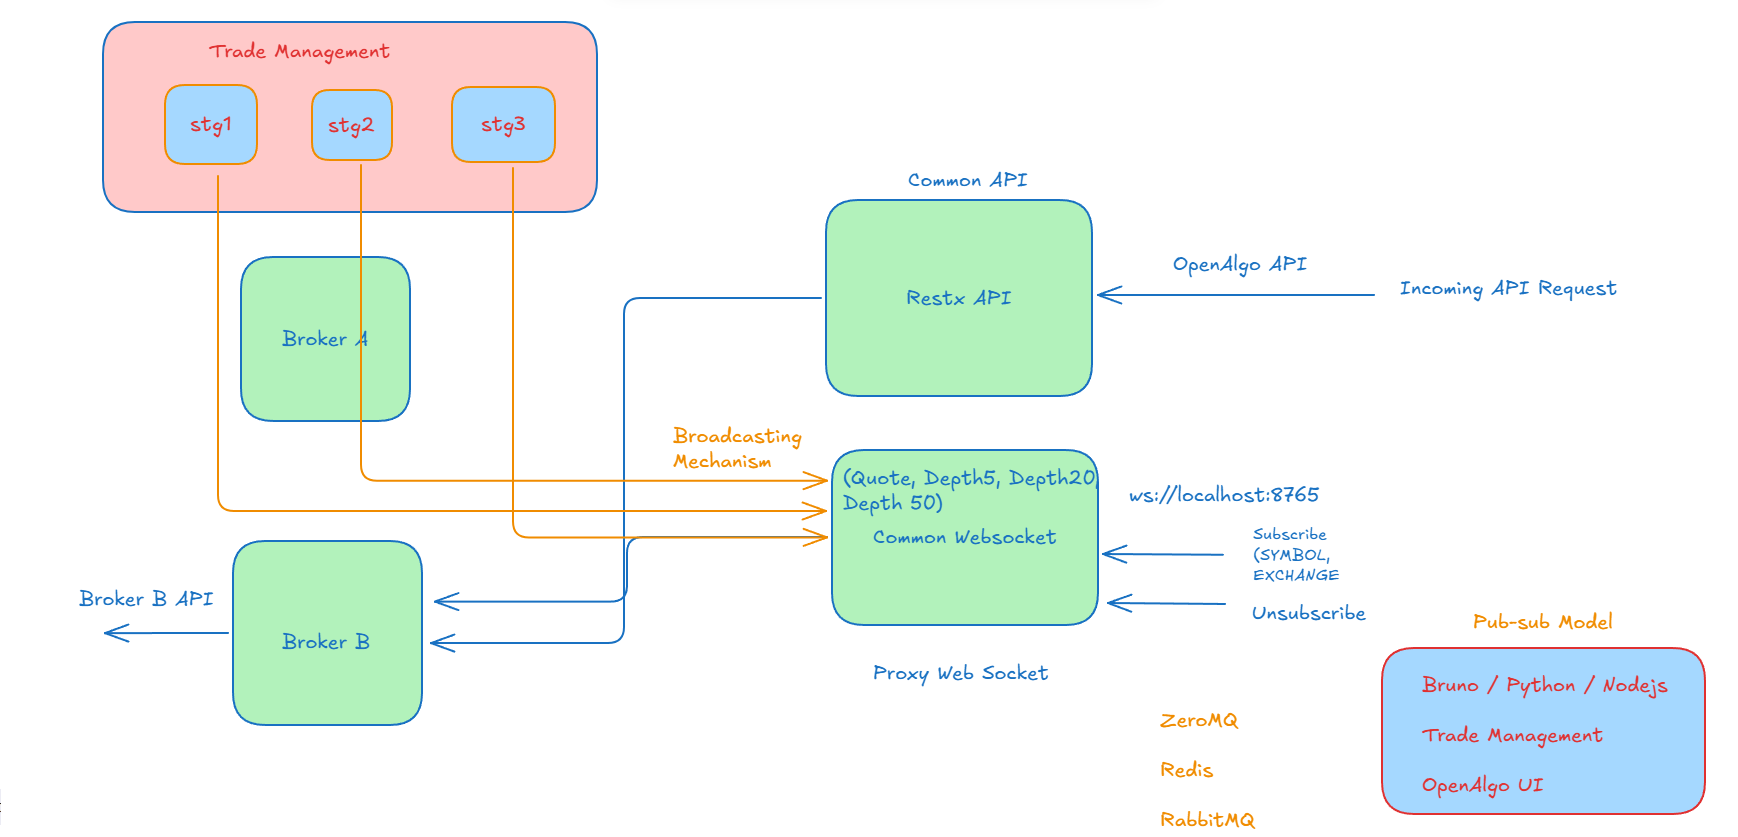 Trade Management
stg1
stg2
stg3
Common API
OpenAlgo API
Incoming API Request
Restx API
Broker A
Broadcasting
Mechanism
(Quote, Depth5, Depth20,
Depth 50)
ws://localhost:8765
Common Websocket
Subscribe
(SYMBOL,
EXCHANGE
Broker B API
Unsubscribe
Broker B
Pub-sub Model
Proxy Web Socket
Bruno / Python / Nodejs
ZeroMQ
Trade Management
Redis
OpenAlgo UI
RabbitMQ